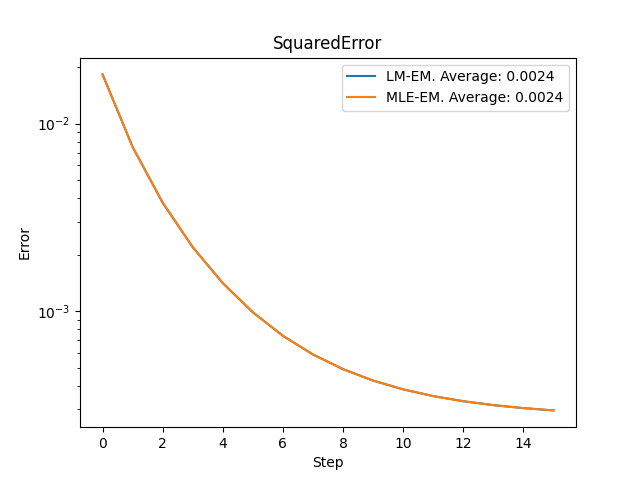 SquaredError
LM-EM. Average: 0.0024
MLE-EM. Average: 0.0024
Error
10⁻²
10⁻³
0 2 4 6 8 10 12 14
Step